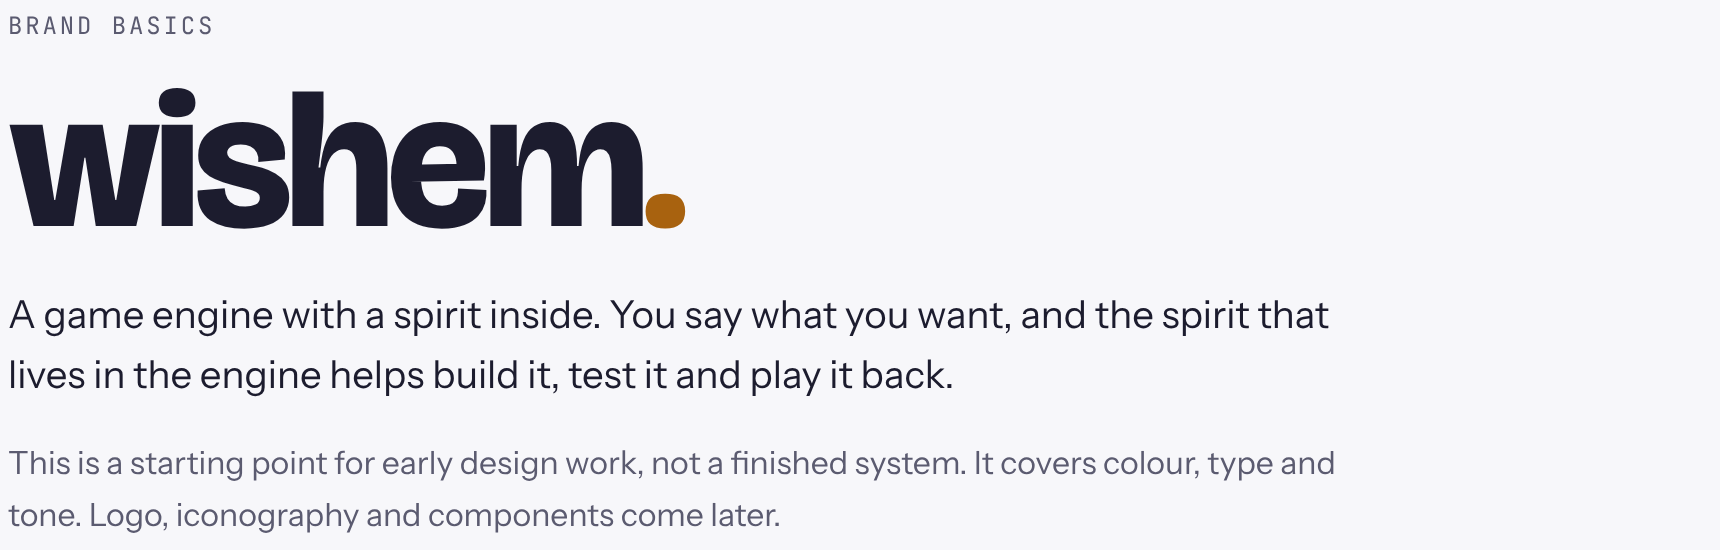 BRAND BASICS
wishem.
A game engine with a spirit inside. You say what you want, and the spirit that
lives in the engine helps build it, test it and play it back.
This is a starting point for early design work, not a finished system. It covers colour, type and
tone. Logo, iconography and components come later.